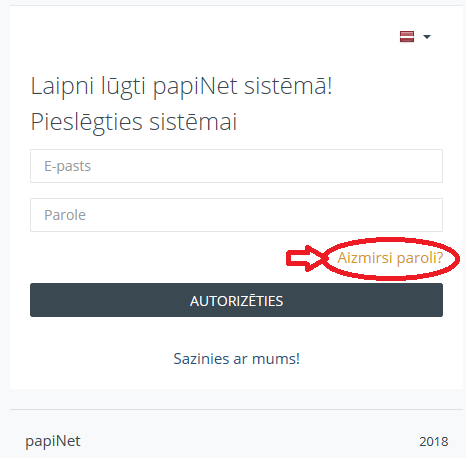 Laipni lūgti papiNet sistēmā!
Pieslēgties sistēmai
E-pasts
Parole
Aizmirsi paroli?
AUTORIZĒTIES
Sazinies ar mums!
papiNet
2018